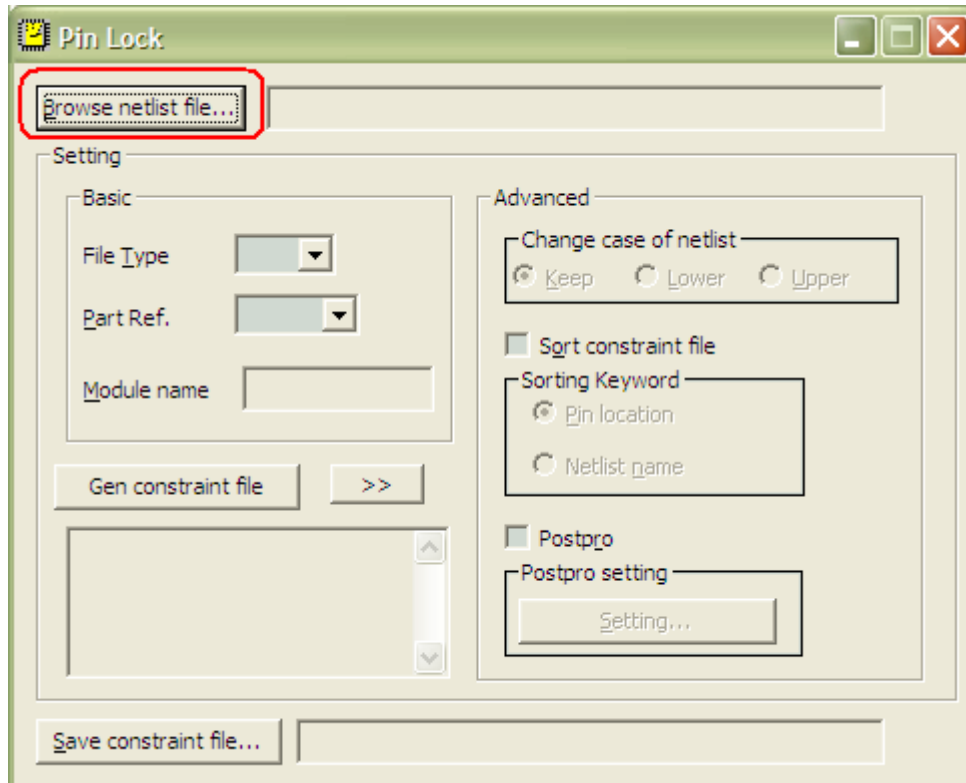 Pin Lock
Browse netlist file...
Setting
Basic
File Type
Part Ref.
Module name
Gen constraint file
>>
Advanced
Change case of netlist
Keep Lower Upper
Sort constraint file
Sorting Keyword
Pin location
Netlist name
Postpro
Postpro setting
Setting...
Save constraint file...